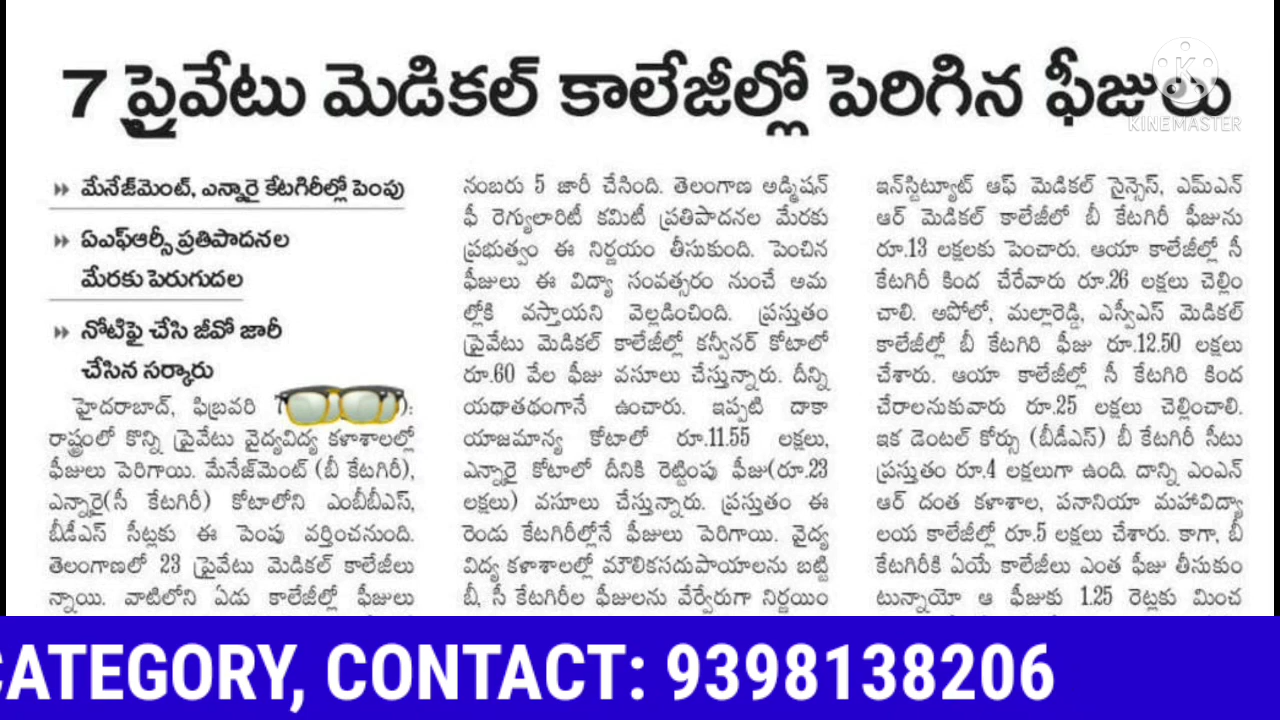 7 ప్రైవేటు మెడికల్ కాలేజీల్లో పెరిగిన ఫీజులు
KINEMASTER
మేనేజ్‌మెంట్, ఎన్నారై కేటగిరీల్లో పెంపు
ఏఎఫ్ఆర్సీ ప్రతిపాదనల
మేరకు పెరుగుదల
నోటిఫై చేసి జీవో జారీ
చేసిన సర్కారు
హైదరాబాద్, ఫిబ్రవరి
రాష్ట్రంలో కొన్ని ప్రైవేటు వైద్యవిద్య కళాశాలల్లో
ఫీజులు పెరిగాయి. మేనేజ్‌మెంట్ (బీ కేటగిరీ),
ఎన్నారై(సీ కేటగిరీ) కోటాలోని ఎంబీబీఎస్,
బీడీఎస్ సీట్లకు ఈ పెంపు వర్తించనుంది.
తెలంగాణలో 23 ప్రైవేటు మెడికల్ కాలేజీలు
న్నాయి. వాటిలోని ఏడు కాలేజీల్లో ఫీజులు
నంబరు 5 జారీ చేసింది. తెలంగాణ అడ్మిషన్
ఫీ రెగ్యులారిటీ కమిటీ ప్రతిపాదనల మేరకు
ప్రభుత్వం ఈ నిర్ణయం తీసుకుంది. పెంచిన
ఫీజులు ఈ విద్యా సంవత్సరం నుంచే అమ
ల్లోకి వస్తాయని వెల్లడించింది. ప్రస్తుతం
ప్రైవేటు మెడికల్ కాలేజీల్లో కన్వీనర్ కోటాలో
రూ.60 వేల ఫీజు వసూలు చేస్తున్నారు. దీన్ని
యథాతథంగానే ఉంచారు. ఇప్పటి దాకా
యాజమాన్య కోటాలో రూ.11.55 లక్షలు,
ఎన్నారై కోటాలో దీనికి రెట్టింపు ఫీజు(రూ.23
లక్షలు) వసూలు చేస్తున్నారు. ప్రస్తుతం ఈ
రెండు కేటగిరీల్లోనే ఫీజులు పెరిగాయి. వైద్య
విద్య కళాశాలల్లో మౌలికసదుపాయాలను బట్టి
బీ, సీ కేటగిరీల ఫీజులను వేర్వేరుగా నిర్ణయిం
ఇన్‌స్టిట్యూట్ ఆఫ్ మెడికల్ సైన్సెస్, ఎమ్ఎన్
ఆర్ మెడికల్ కాలేజీలో బీ కేటగిరీ ఫీజును
రూ.13 లక్షలకు పెంచారు. ఆయా కాలేజీల్లో సీ
కేటగిరీ కింద చేరేవారు రూ.26 లక్షలు చెల్లిం
చాలి. అపోలో, మల్లారెడ్డి, ఎస్వీఎస్ మెడికల్
కాలేజీల్లో బీ కేటగిరి ఫీజు రూ.12.50 లక్షలు
చేశారు. ఆయా కాలేజీల్లో సీ కేటగిరి కింద
చేరాలనుకువారు రూ.25 లక్షలు చెల్లించాలి.
ఇక డెంటల్ కోర్సు (బీడీఎస్) బీ కేటగిరీ సీటు
ప్రస్తుతం రూ.4 లక్షలుగా ఉంది. దాన్ని ఎంఎన్
ఆర్ దంత కళాశాల, పనానియా మహావిద్యా
లయ కాలేజీల్లో రూ.5 లక్షలు చేశారు. కాగా, బీ
కేటగిరీకి ఏయే కాలేజీలు ఎంత ఫీజు తీసుకుం
టున్నాయో ఆ ఫీజుకు 1.25 రెట్లకు మించ
CATEGORY, CONTACT: 9398138206